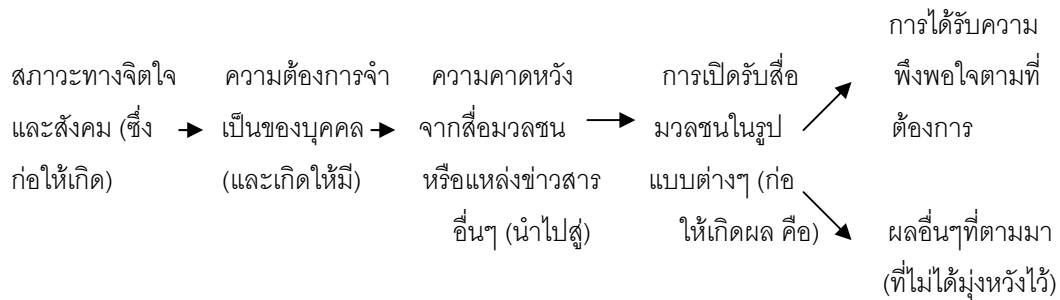 สภาวะทางจิตใจ
และสังคม (ซึ่ง
ก่อให้เกิด)
ความต้องการจำ
เป็นของบุคคล
(และเกิดให้มี)
ความคาดหวัง
จากสื่อมวลชน
หรือแหล่งข่าวสาร
อื่นๆ (นำไปสู่)
การเปิดรับสื่อ
มวลชนในรูป
แบบต่างๆ (ก่อ
ให้เกิดผล คือ)
การได้รับความ
พึงพอใจตามที่
ต้องการ
ผลอื่นๆที่ตามมา
(ที่ไม่ได้มุ่งหวังไว้)